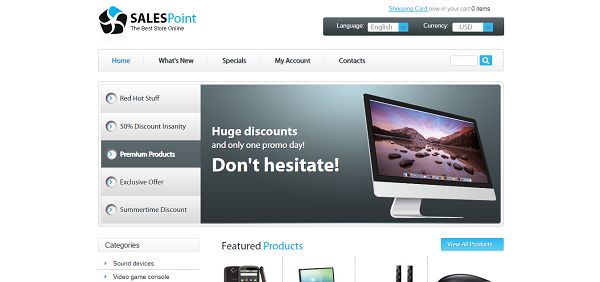 Shopping Card now in your cart 0 items
SALESPoint
The Best Store Online
Language: English Currency: USD
Home What's New Specials My Account Contacts
Red Hot Stuff
50% Discount Insanity
Premium Products
Exclusive Offer
Summertime Discount
Huge discounts
and only one promo day!
Don't hesitate!
Categories
Sound devices
Video game console
Featured Products
View All Products